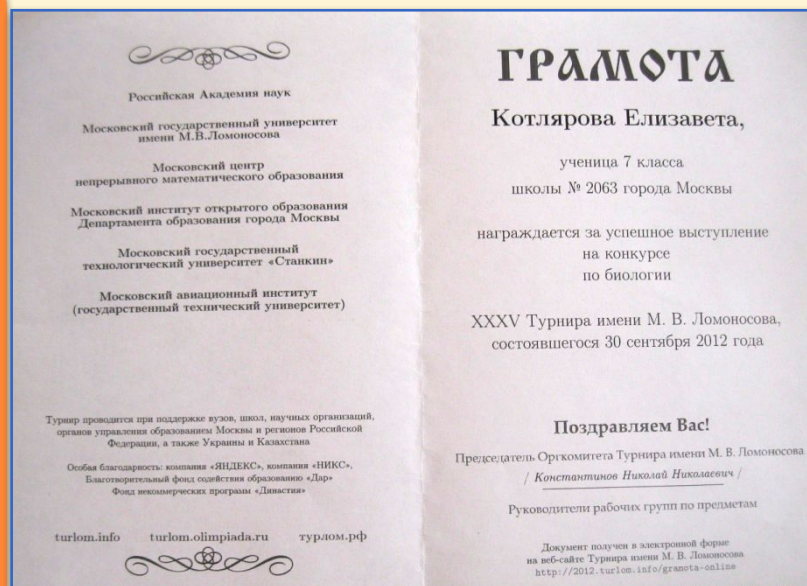 Российская Академия наук
Московский государственный университет
имени М.В.Ломоносова
Московский центр
непрерывного математического образования
Московский институт открытого образования
Департамента образования города Москвы
Московский государственный
технологический университет «Станкин»
Московский авиационный институт
(государственный технический университет)
Турнир проводится при поддержке вузов, школ, научных организаций,
органов управления образованием Москвы и регионов Российской
Федерации, а также Украины и Казахстана
Особая благодарность: компания «ЯНДЕКС», компания «НИКС»,
Благотворительный фонд содействия образованию «Дар»
Фонд некоммерческих программ «Династия»
turlom.info turlom.olimpiada.ru турлом.рф
ГРАМОТА
Котлярова Елизавета,
ученица 7 класса
школы № 2063 города Москвы
награждается за успешное выступление
на конкурсе
по биологии
XXXV Турнира имени М. В. Ломоносова,
состоявшегося 30 сентября 2012 года
Поздравляем Вас!
Председатель Оргкомитета Турнира имени М. В. Ломоносова
/ Константинов Николай Николаевич /
Руководители рабочих групп по предметам
Документ получен в электронной форме
на веб-сайте Турнира имени М. В. Ломоносова
http://2012.turlom.info/gramota-online